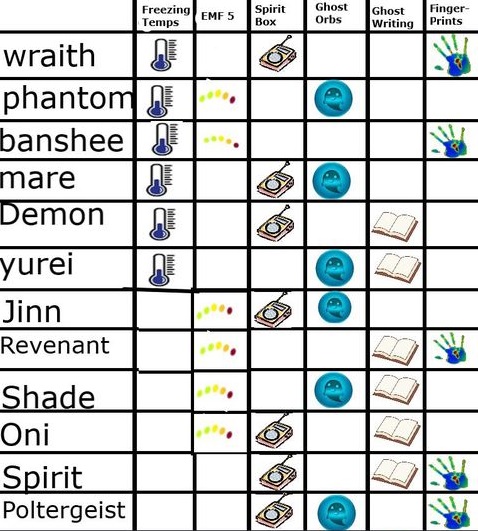 Freezing Temps
EMF 5
Spirit Box
Ghost Orbs
Ghost Writing
Finger-Prints
wraith
phantom
banshee
mare
Demon
yurei
Jinn
Revenant
Shade
Oni
Spirit
Poltergeist